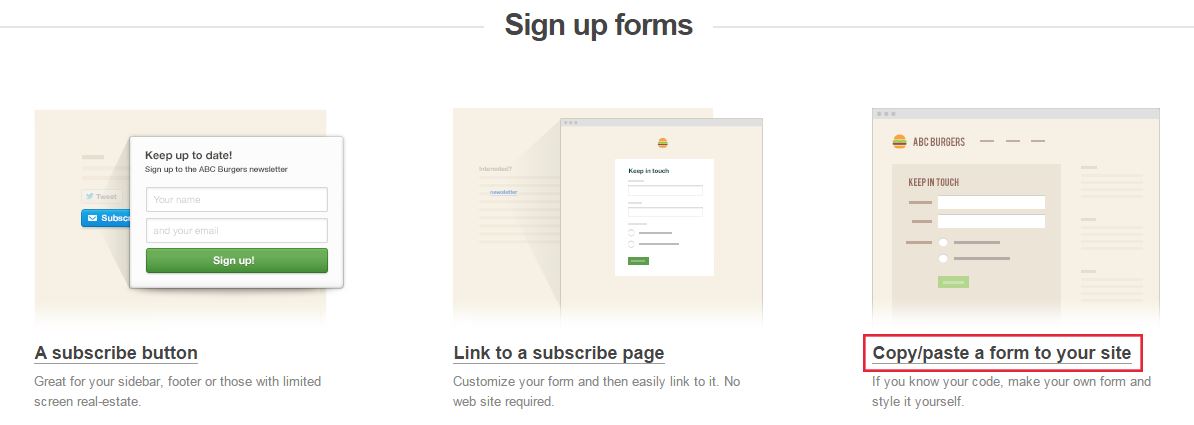 Sign up forms
Keep up to date!
Sign up to the ABC Burgers newsletter
Your name
and your email
Sign up!
Tweet
Interested?
newsletter
Keep in touch
ABC BURGERS
KEEP IN TOUCH
A subscribe button
Great for your sidebar, footer or those with limited
screen real-estate.
Link to a subscribe page
Customize your form and then easily link to it. No
web site required.
Copy/paste a form to your site
If you know your code, make your own form and
style it yourself.